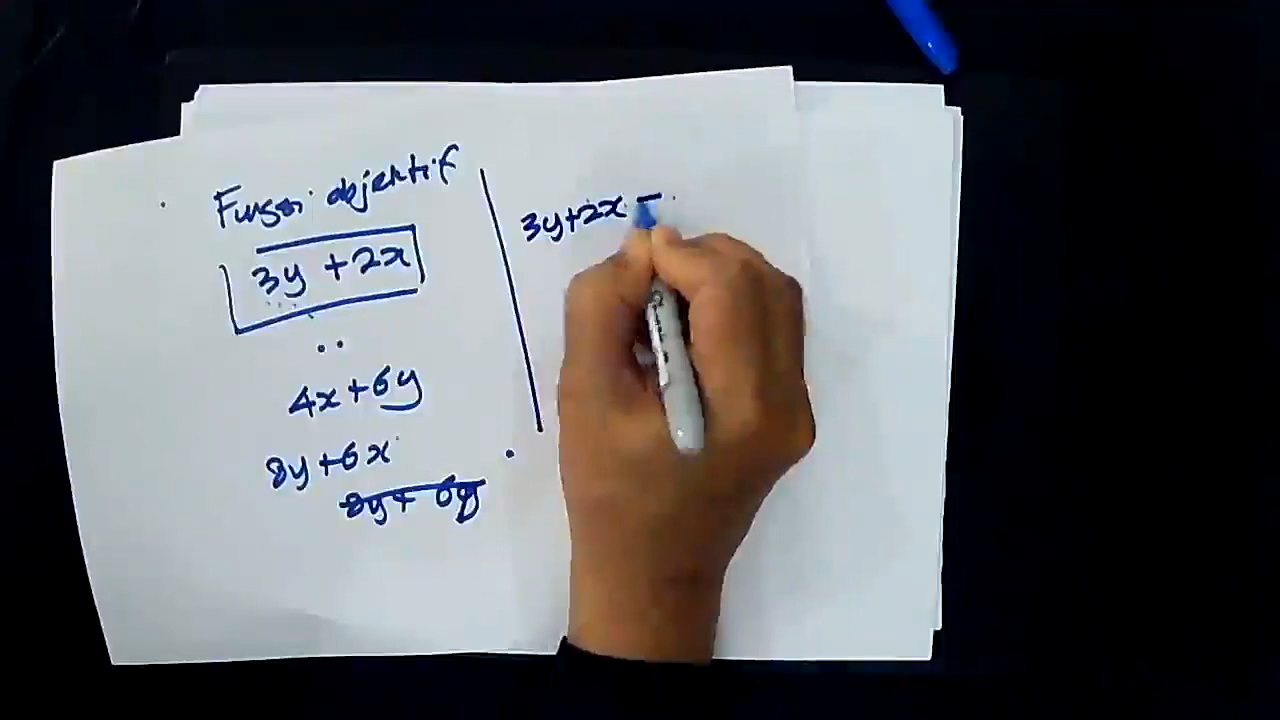 Fungsi objektif
3y + 2x
4x + 6y
8y + 6x
8y + 6y
3y + 2x =